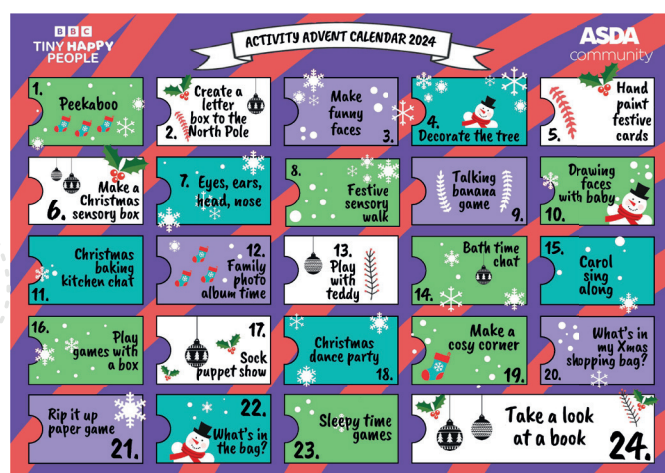 BBC
TINY HAPPY
PEOPLE
ACTIVITY ADVENT CALENDAR 2024
ASDA
community
1.
Peekaboo
Create a
letter
box to the
2. North Pole
Make
funny
faces
3.
4.
Decorate the tree
Hand
paint
festive
5. cards
Make a
Christmas
6. sensory box
7. Eyes, ears,
head, nose
8.
Festive
sensory
walk
Talking
banana
game
9.
Drawing
faces
with baby
10.
Christmas
baking
11. kitchen chat
12.
Family
photo
album time
13.
Play
with
teddy
Bath time
chat
14.
15.
Carol
sing
along
16.
Play
games with
a box
17.
Sock
puppet show
Christmas
dance party
18.
Make a
cosy corner
19.
What's in
my Xmas
20. shopping bag?
Rip it up
paper game
21.
22.
What's in
the bag?
Sleepy time
games
23.
Take a look
at a book
24.